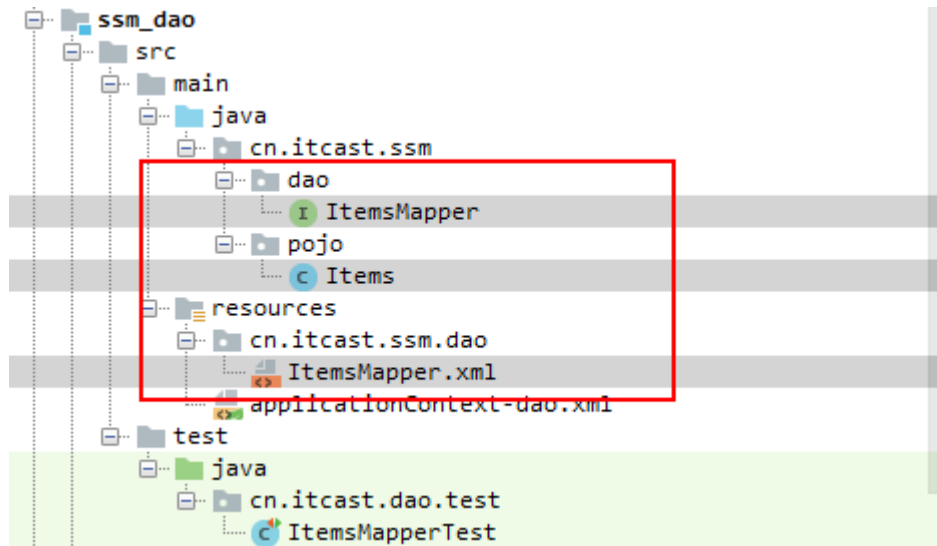 ssm_dao
src
main
java
cn.itcast.ssm
dao
I ItemsMapper
pojo
C Items
resources
cn.itcast.ssm.dao
ItemsMapper.xml
applicationContext-dao.xml
test
java
cn.itcast.dao.test
C ItemsMapperTest